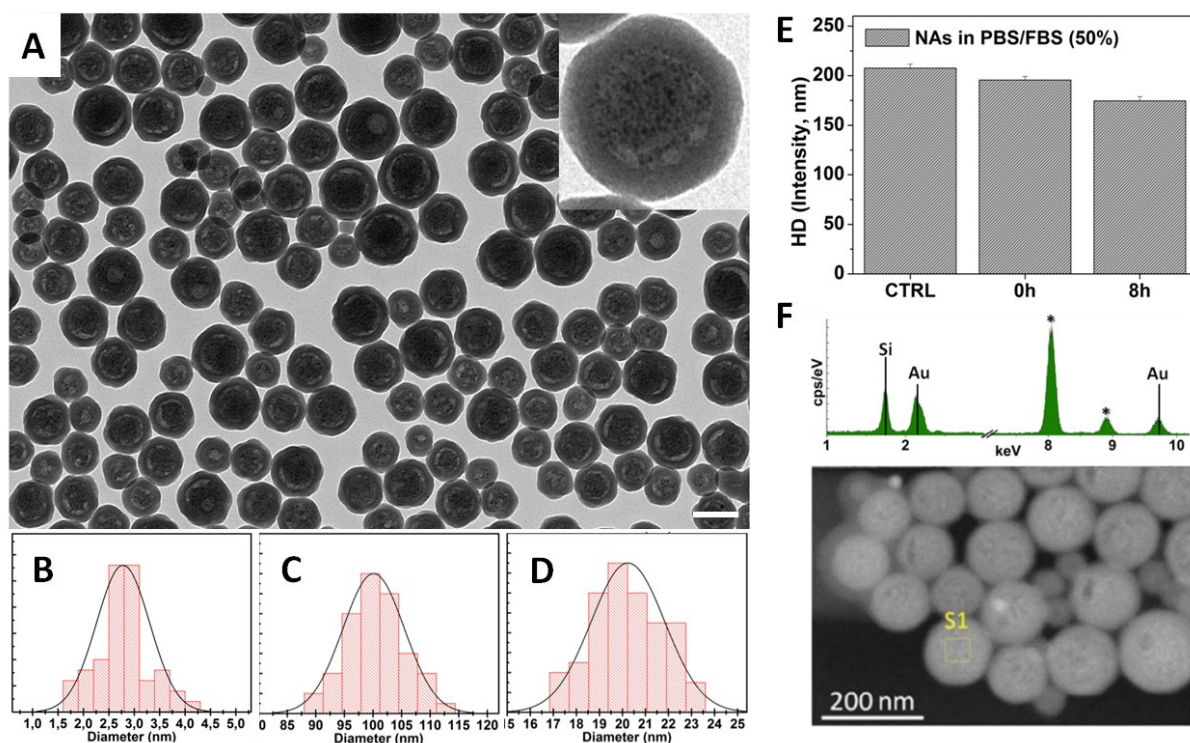 A
B
1,0 1,5 2,0 2,5 3,0 3,5 4,0 4,5 5,0
Diameter (nm)
C
85 90 95 100 105 110 115 120
Diameter (nm)
D
17 18 19 20 21 22 23 24 25
Diameter (nm)
E
250
200
150
100
50
0
HD (Intensity, nm)
NAs in PBS/FBS (50%)
CTRL 0h 8h
F
cps/eV
Si
Au
*
*
Au
1 2 8 9 10
keV
S1
200 nm